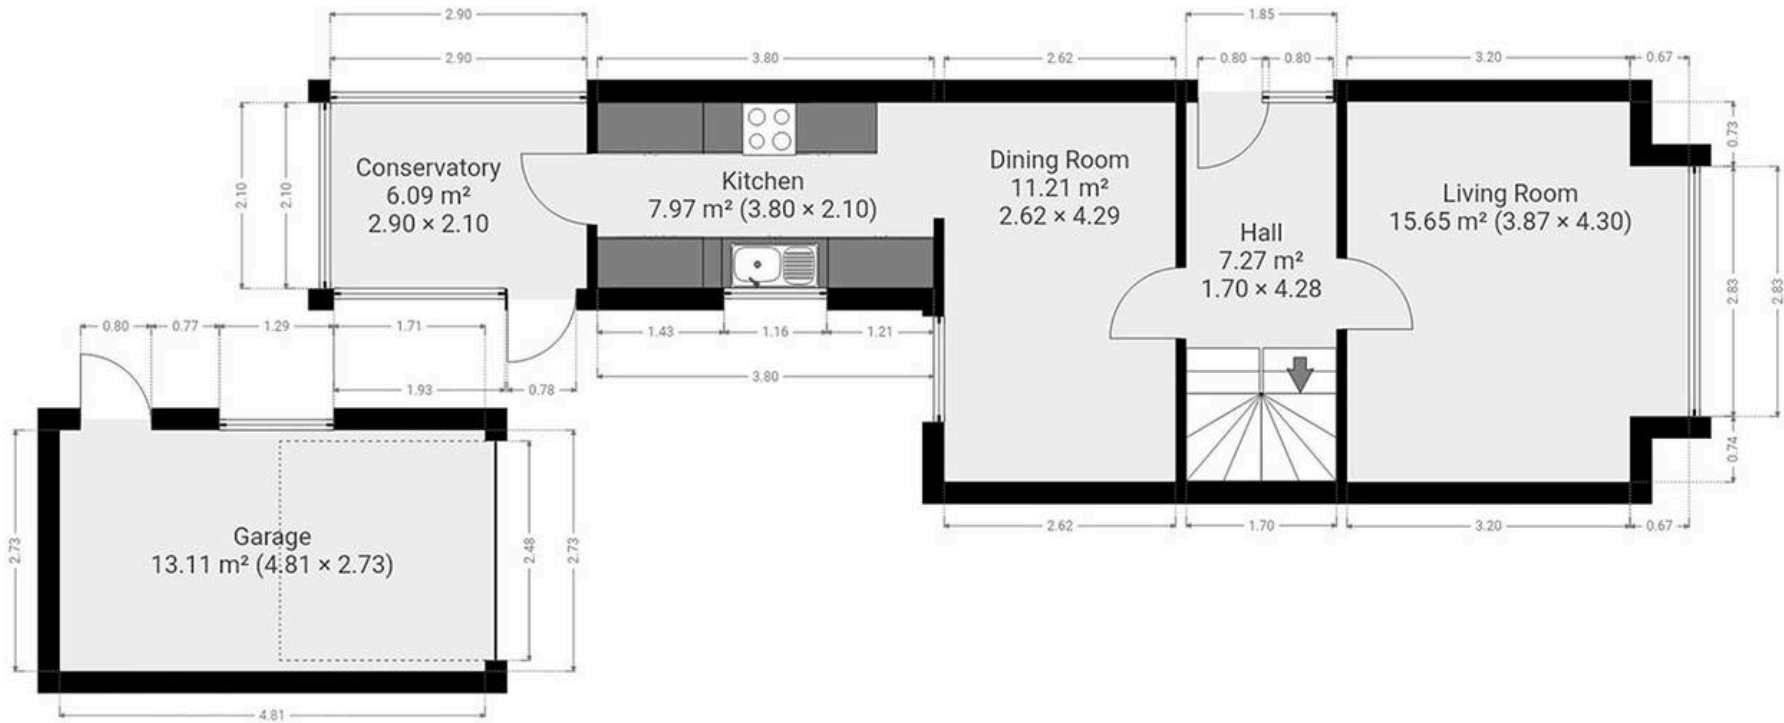 2.90
1.85
2.90
3.80
2.62
0.80
0.80
3.20
0.67
Conservatory
6.09 m²
2.90 × 2.10
Kitchen
7.97 m² (3.80 × 2.10)
Dining Room
11.21 m²
2.62 × 4.29
Hall
7.27 m²
1.70 × 4.28
Living Room
15.65 m² (3.87 × 4.30)
2.10
2.10
0.73
2.83
2.83
0.74
0.80
0.77
1.29
1.71
1.43
1.16
1.21
1.93
0.78
3.80
Garage
13.11 m² (4.81 × 2.73)
2.73
2.48
2.73
2.62
1.70
3.20
0.67
4.81